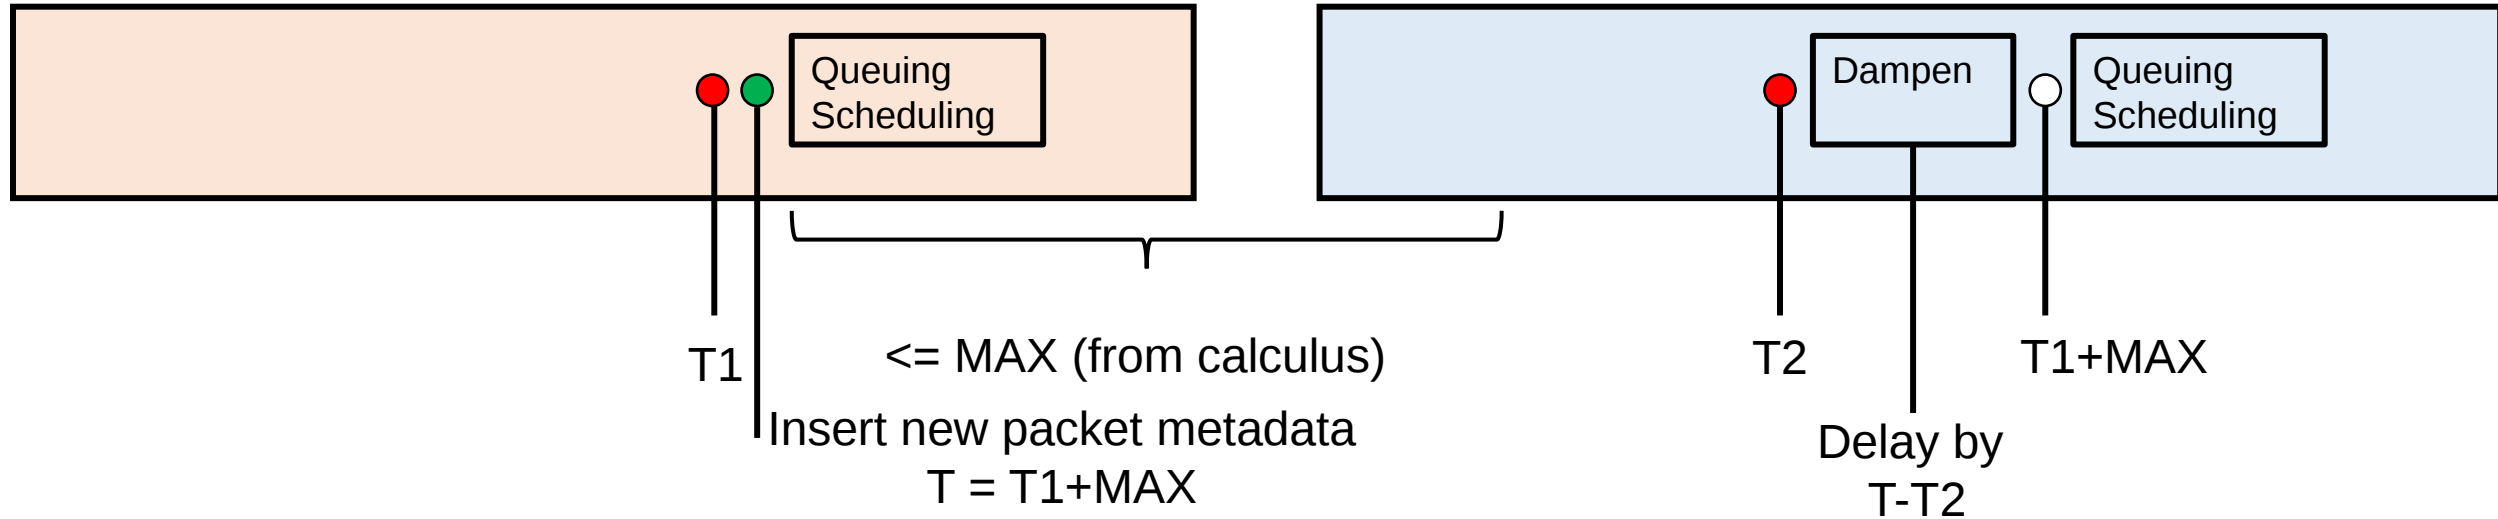 Queuing
Scheduling
Dampen
Queuing
Scheduling
T1
<= MAX (from calculus)
T2
T1+MAX
Insert new packet metadata
T = T1+MAX
Delay by
T-T2